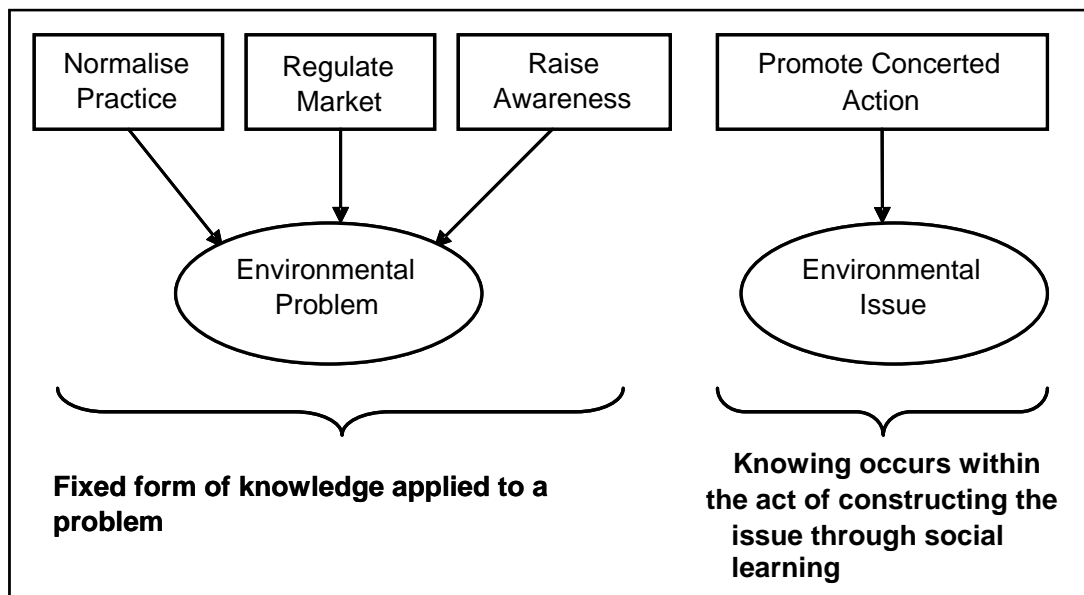 Normalise
Practice
Regulate
Market
Raise
Awareness
Promote Concerted
Action
Environmental
Problem
Environmental
Issue
Fixed form of knowledge applied to a
problem
Knowing occurs within
the act of constructing the
issue through social
learning